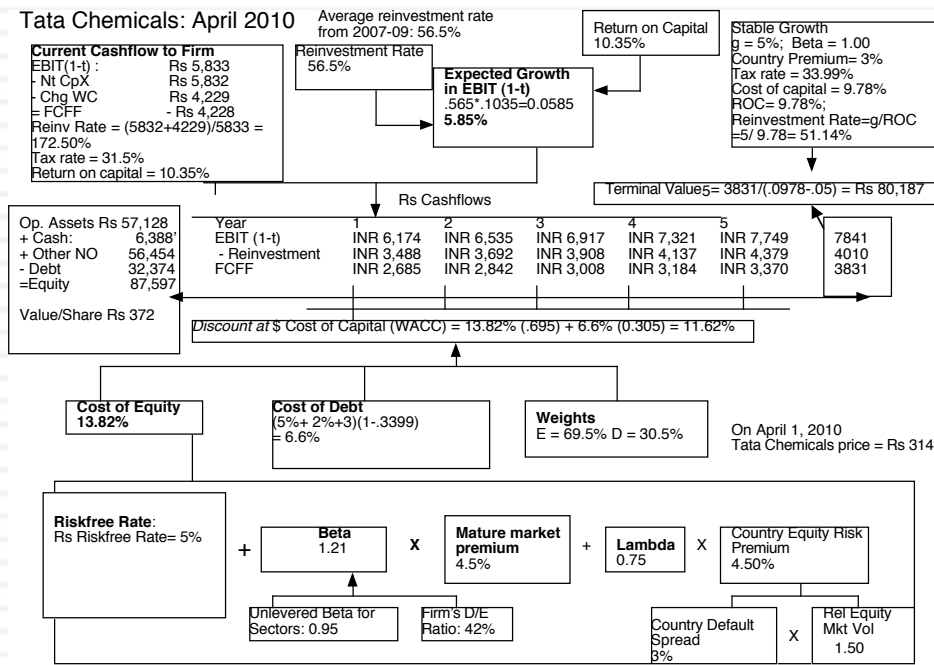 Tata Chemicals: April 2010
Average reinvestment rate
from 2007-09: 56.5%
Current Cashflow to Firm
EBIT(1-t) : Rs 5,833
- Nt CpX Rs 5,832
- Chg WC Rs 4,229
= FCFF - Rs 4,228
Reinv Rate = (5832+4229)/5833 =
172.50%
Tax rate = 31.5%
Return on capital = 10.35%
Reinvestment Rate
56.5%
Expected Growth
in EBIT (1-t)
.565*.1035=0.0585
5.85%
Return on Capital
10.35%
Stable Growth
g = 5%; Beta = 1.00
Country Premium= 3%
Tax rate = 33.99%
Cost of capital = 9.78%
ROC= 9.78%;
Reinvestment Rate=g/ROC
=5/ 9.78= 51.14%
Terminal Value5= 3831/(.0978-.05) = Rs 80,187
Rs Cashflows
Op. Assets Rs 57,128
+ Cash: 6,388'
+ Other NO 56,454
- Debt 32,374
=Equity 87,597
Value/Share Rs 372
Year 1 2 3 4 5
EBIT (1-t) INR 6,174 INR 6,535 INR 6,917 INR 7,321 INR 7,749 7841
- Reinvestment INR 3,488 INR 3,692 INR 3,908 INR 4,137 INR 4,379 4010
FCFF INR 2,685 INR 2,842 INR 3,008 INR 3,184 INR 3,370 3831
Discount at $ Cost of Capital (WACC) = 13.82% (.695) + 6.6% (0.305) = 11.62%
Cost of Equity
13.82%
Cost of Debt
(5%+ 2%+3)(1-.3399)
= 6.6%
Weights
E = 69.5% D = 30.5%
On April 1, 2010
Tata Chemicals price = Rs 314
Riskfree Rate:
Rs Riskfree Rate= 5%
+
Beta
1.21
X
Mature market
premium
4.5%
+
Lambda
0.75
X
Country Equity Risk
Premium
4.50%
Unlevered Beta for
Sectors: 0.95
Firm's D/E
Ratio: 42%
Country Default
Spread
3%
X
Rel Equity
Mkt Vol
1.50